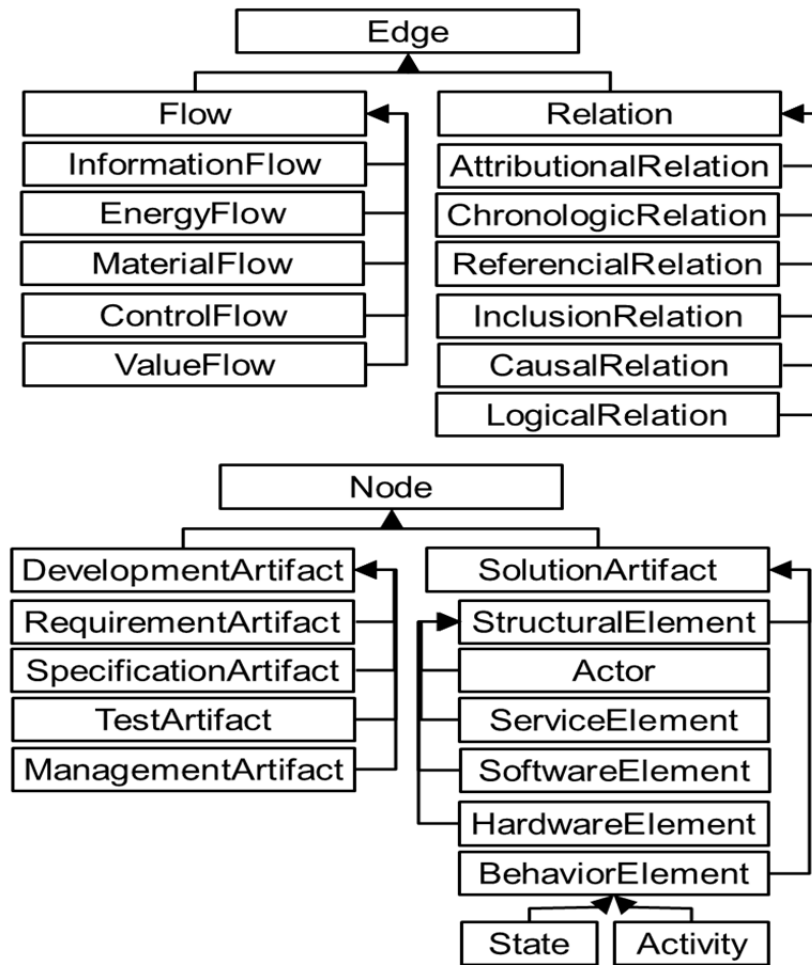 Edge
Flow
Relation
InformationFlow
AttributionalRelation
EnergyFlow
ChronologicRelation
MaterialFlow
ReferencialRelation
ControlFlow
InclusionRelation
ValueFlow
CausalRelation
LogicalRelation
Node
DevelopmentArtifact
SolutionArtifact
RequirementArtifact
StructuralElement
SpecificationArtifact
Actor
TestArtifact
ServiceElement
ManagementArtifact
SoftwareElement
HardwareElement
BehaviorElement
State
Activity